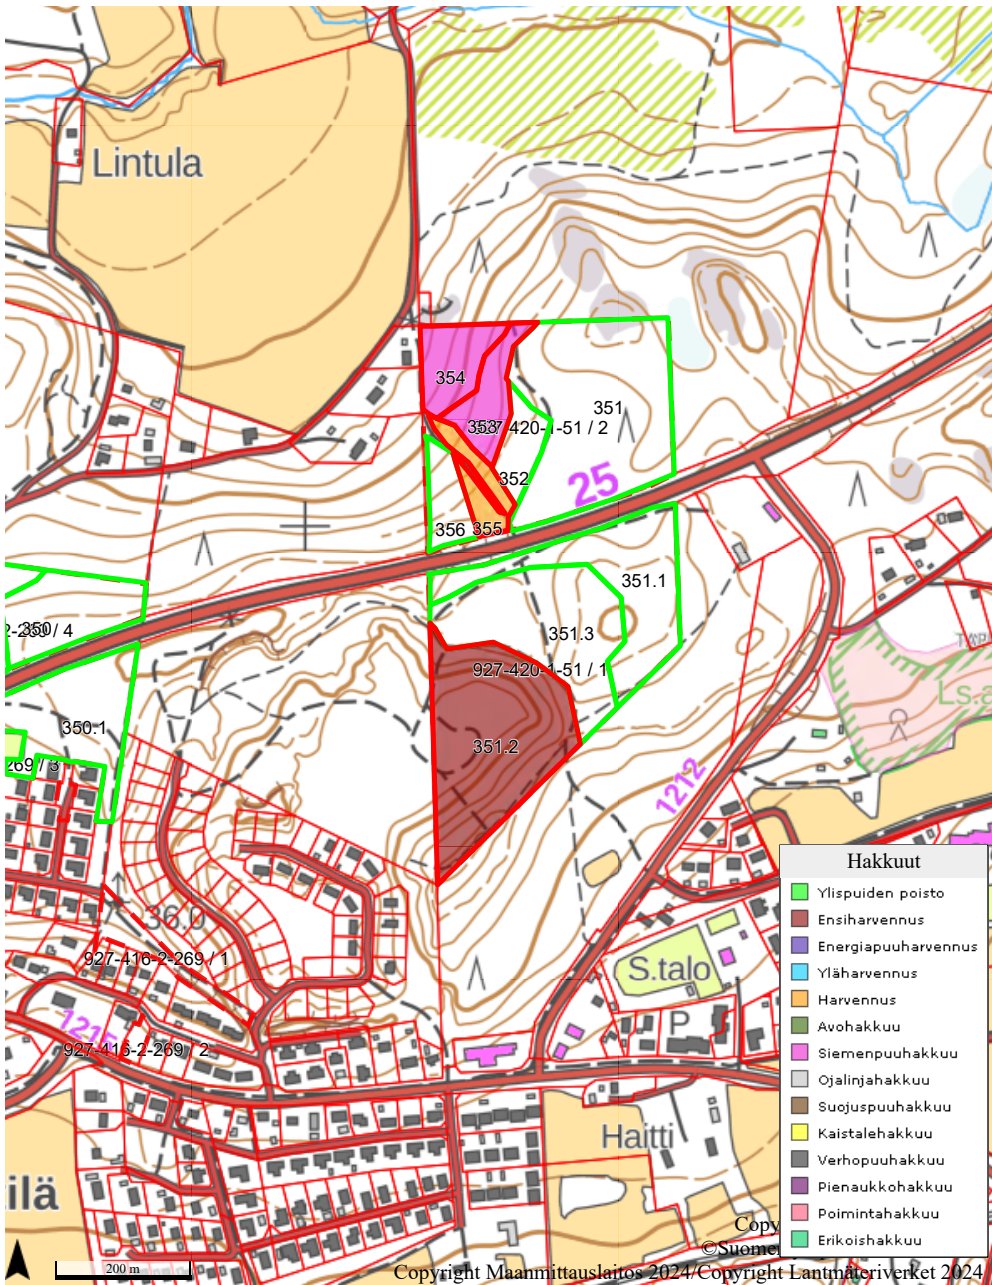 Lintula
354
351
353
420-1-51 / 2
352
25
356
355
351.1
351.3
927-420-1-51 / 1
351.2
350 / 4
350.1
269 / 3
Ls.a
1212
36.0
927-416-2-269 / 1
927-416-2-269 / 2
S.talo
P
Haitti
ilä
Hakkuut
Ylispuiden poisto
Ensiharvennus
Energiapuuharvennus
Yläharvennus
Harvennus
Avohakkuu
Siemenpuuhakkuu
Ojalinjahakkuu
Suojuspuuhakkuu
Kaistalehakkuu
Verhopuuhakkuu
Pienaukkohakkuu
Poimintahakkuu
Erikoishakkuu
200 m
Copy
©Suome
Copyright Maanmittauslaitos 2024/Copyright Lantmäteriverket 2024